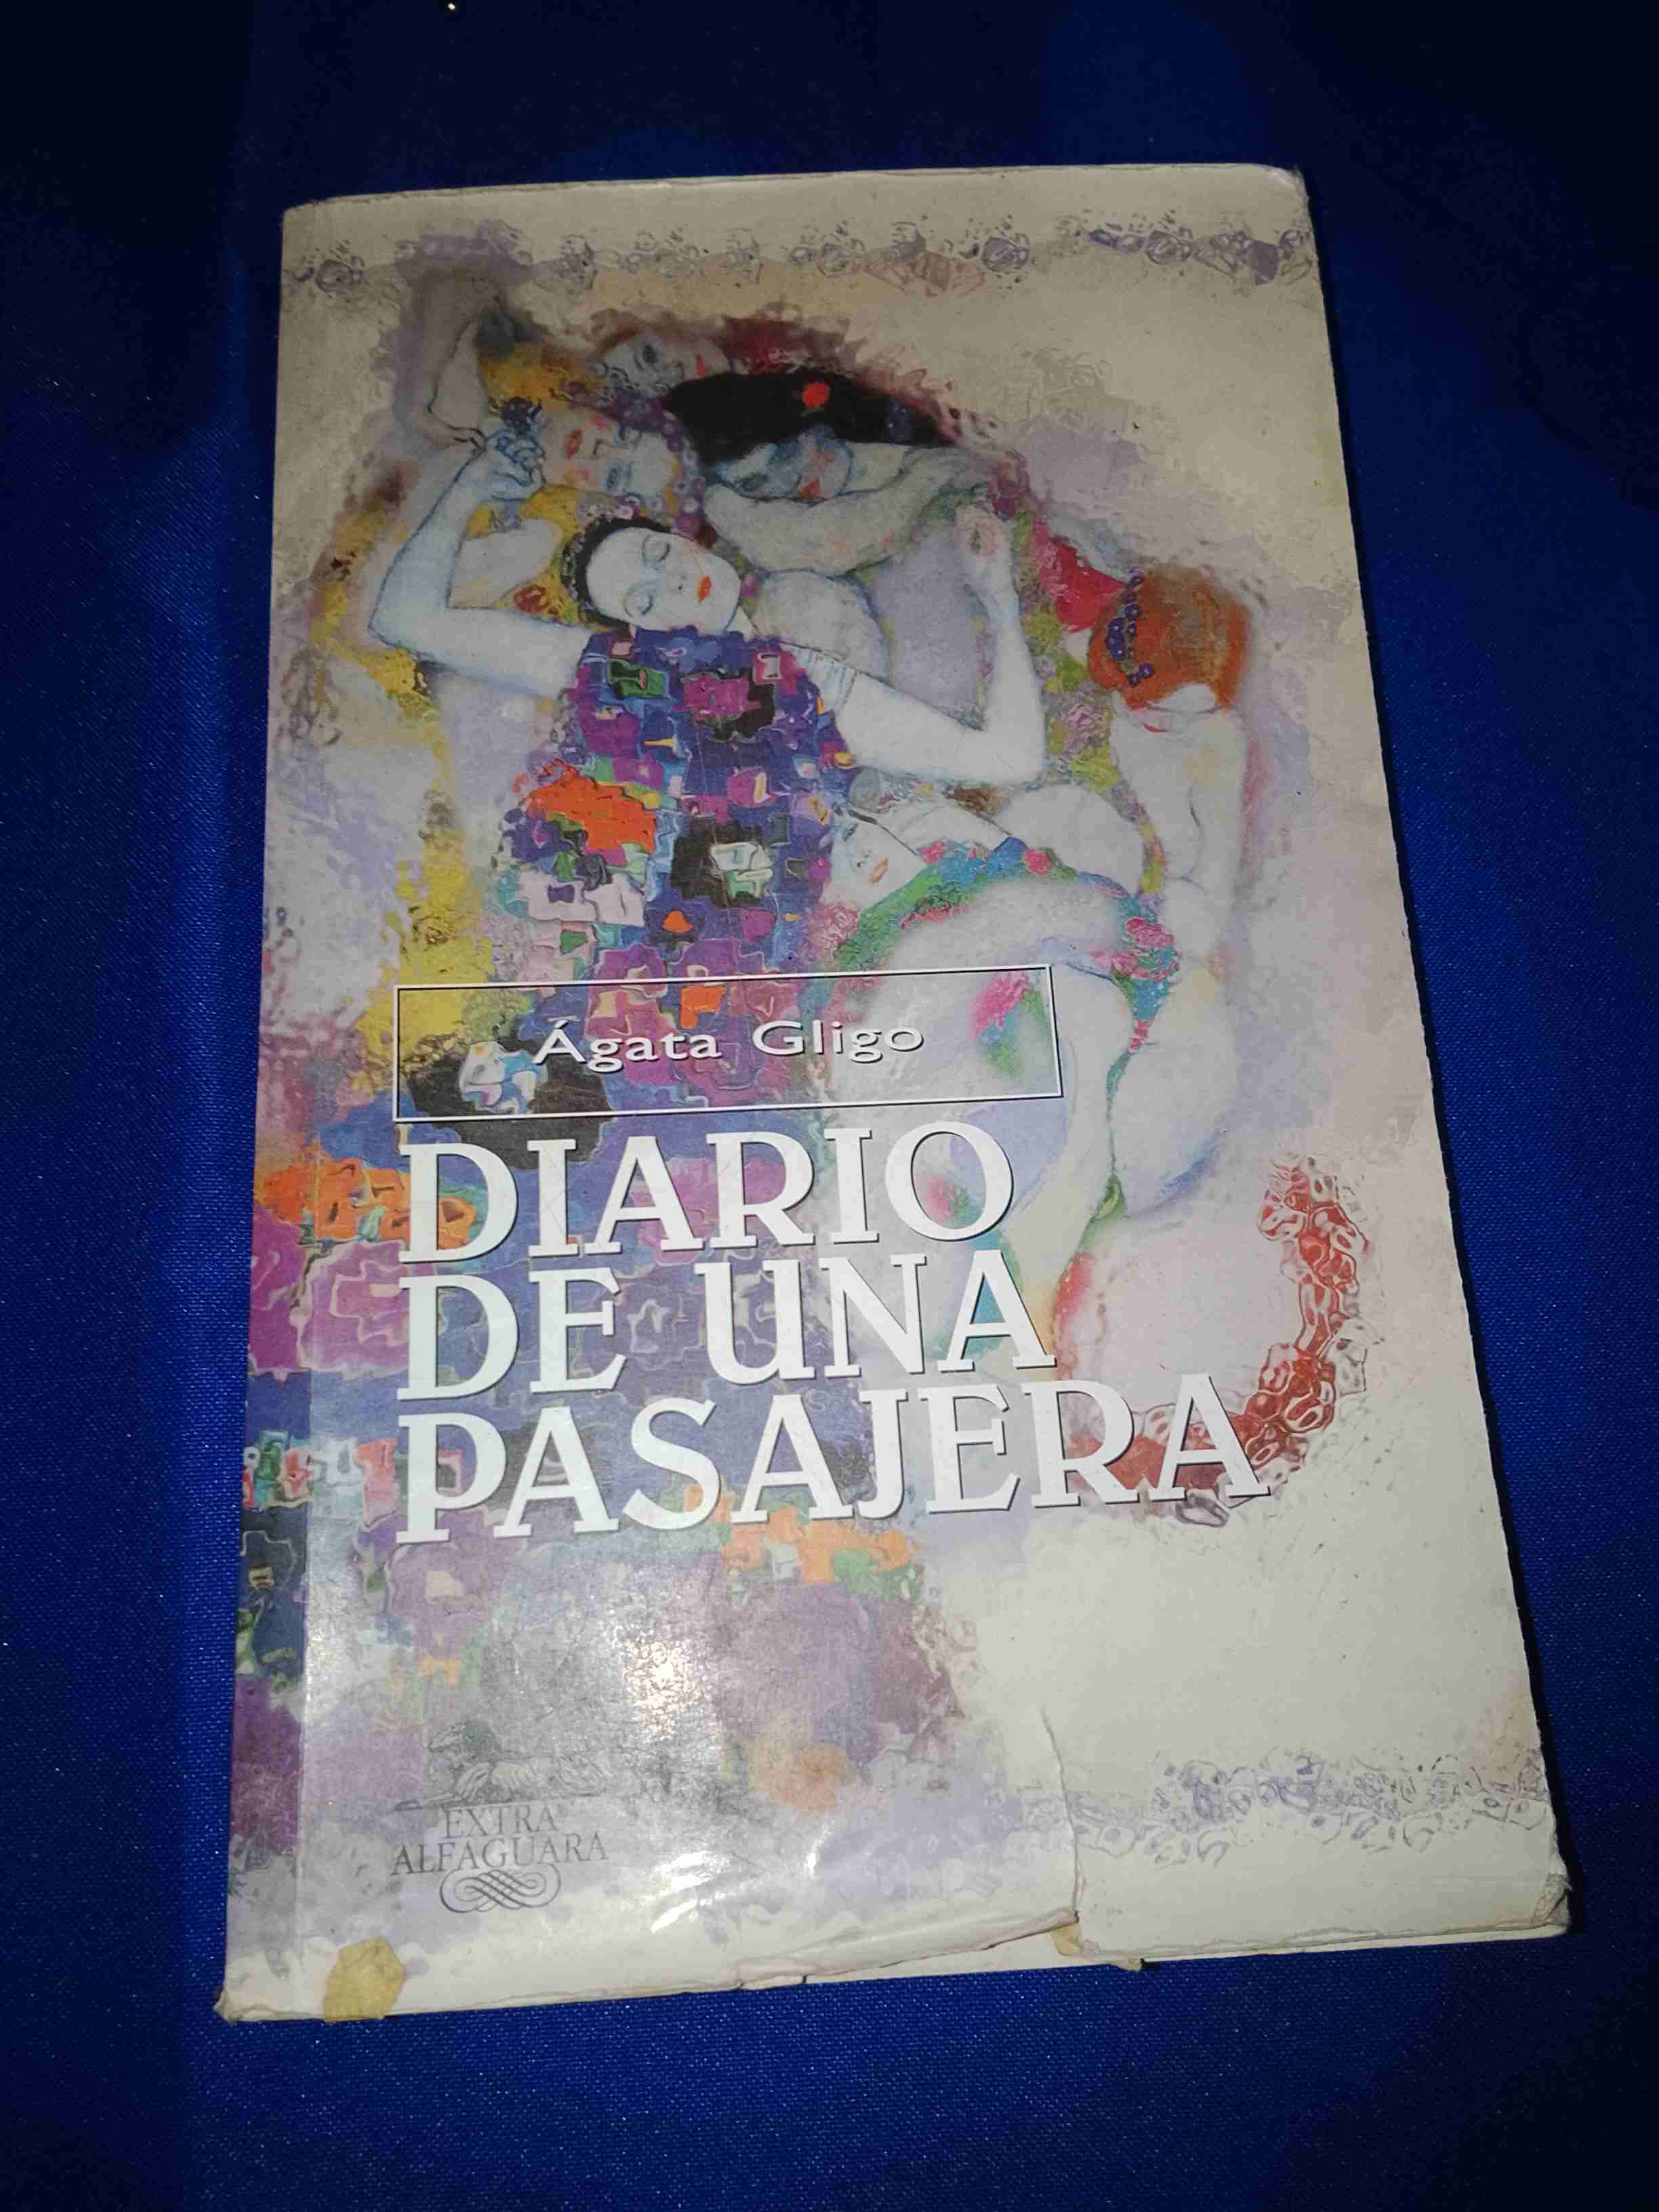 Ágata Gligo
DIARIO
DE UNA
PASAJERA
EXTRA
ALFAGUARA